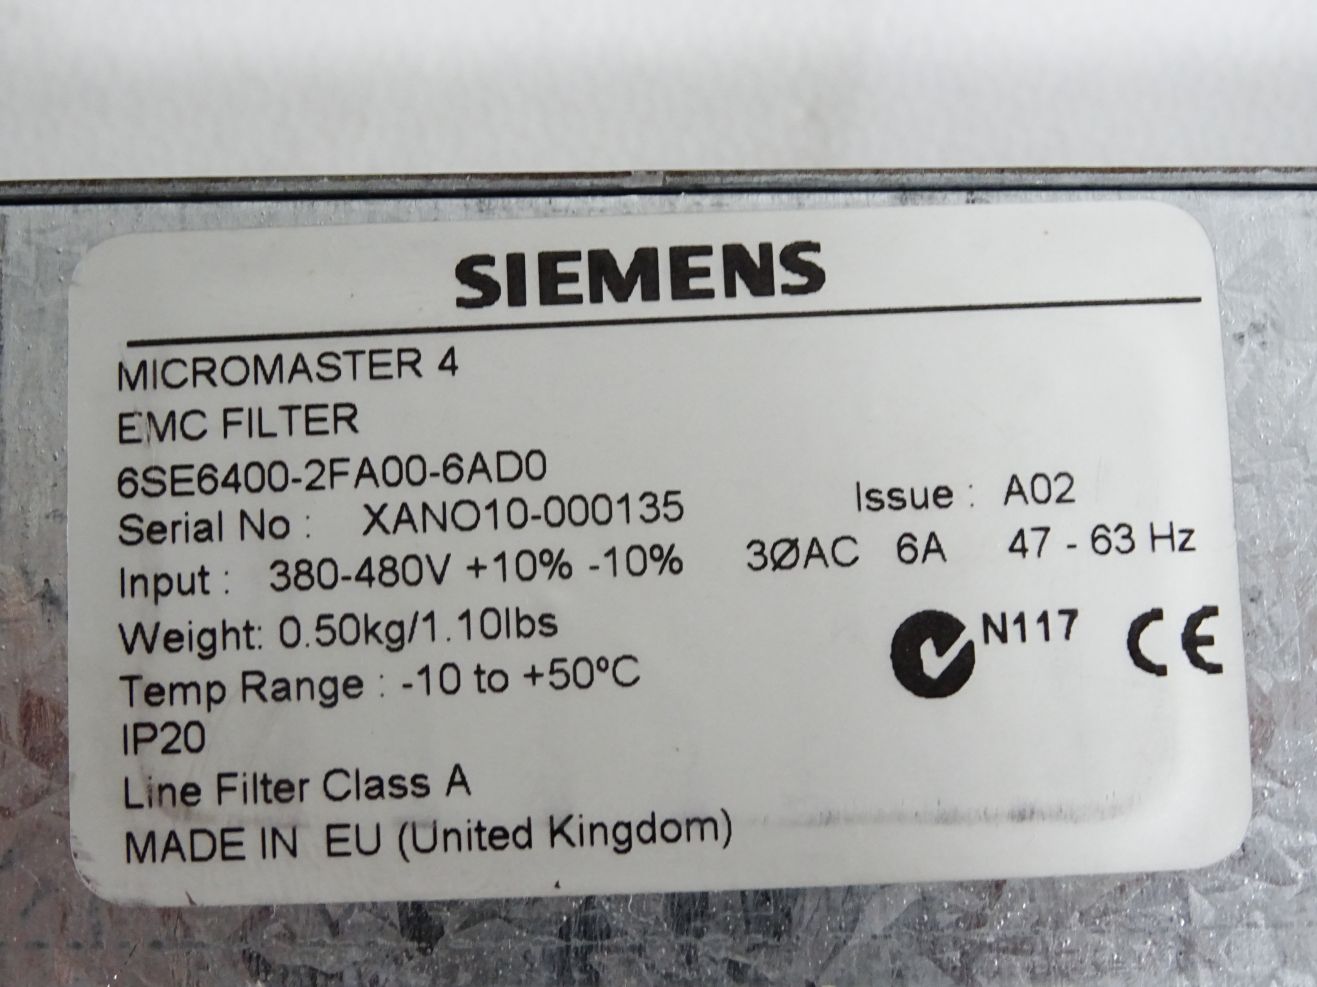 SIEMENS
MICROMASTER 4
EMC FILTER
6SE6400-2FA00-6AD0
Serial No : XANO10-000135 Issue : A02
Input : 380-480V +10% -10% 3ØAC 6A 47 - 63 Hz
Weight: 0.50kg/1.10lbs N117 CE
Temp Range : -10 to +50°C
IP20
Line Filter Class A
MADE IN EU (United Kingdom)